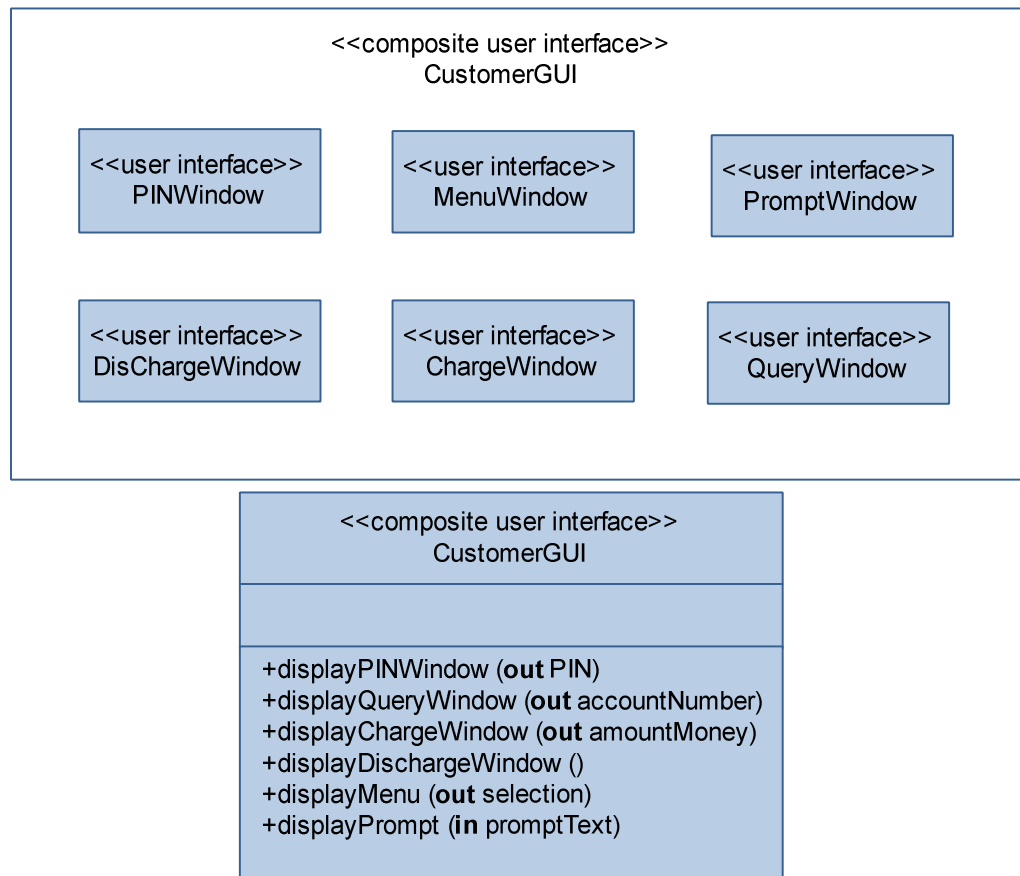 <<composite user interface>>
CustomerGUI
<<user interface>>
PINWindow
<<user interface>>
MenuWindow
<<user interface>>
PromptWindow
<<user interface>>
DisChargeWindow
<<user interface>>
ChargeWindow
<<user interface>>
QueryWindow
<<composite user interface>>
CustomerGUI
+displayPINWindow (out PIN)
+displayQueryWindow (out accountNumber)
+displayChargeWindow (out amountMoney)
+displayDischargeWindow ()
+displayMenu (out selection)
+displayPrompt (in promptText)